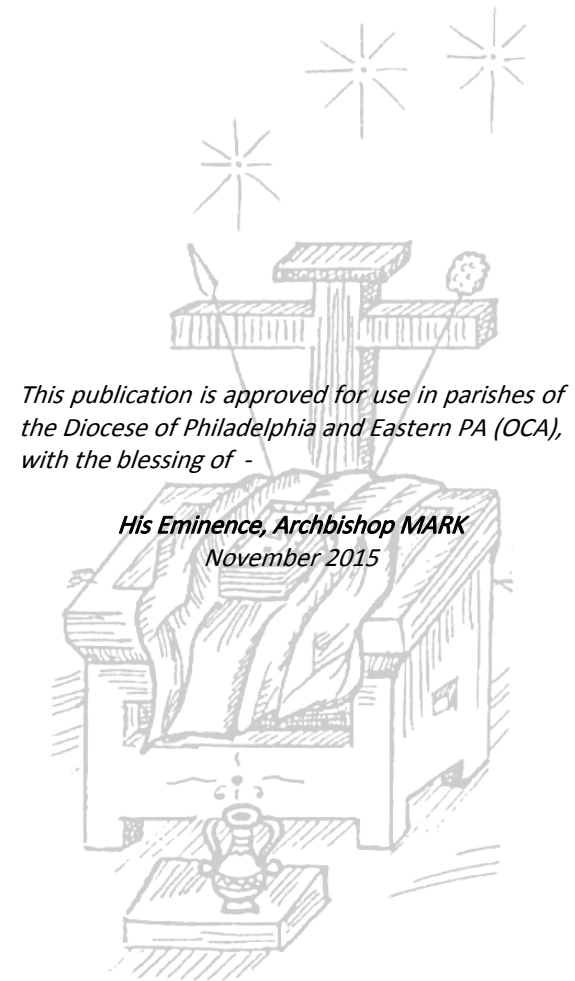 This publication is approved for use in parishes of
the Diocese of Philadelphia and Eastern PA (OCA),
with the blessing of -
His Eminence, Archbishop MARK
November 2015